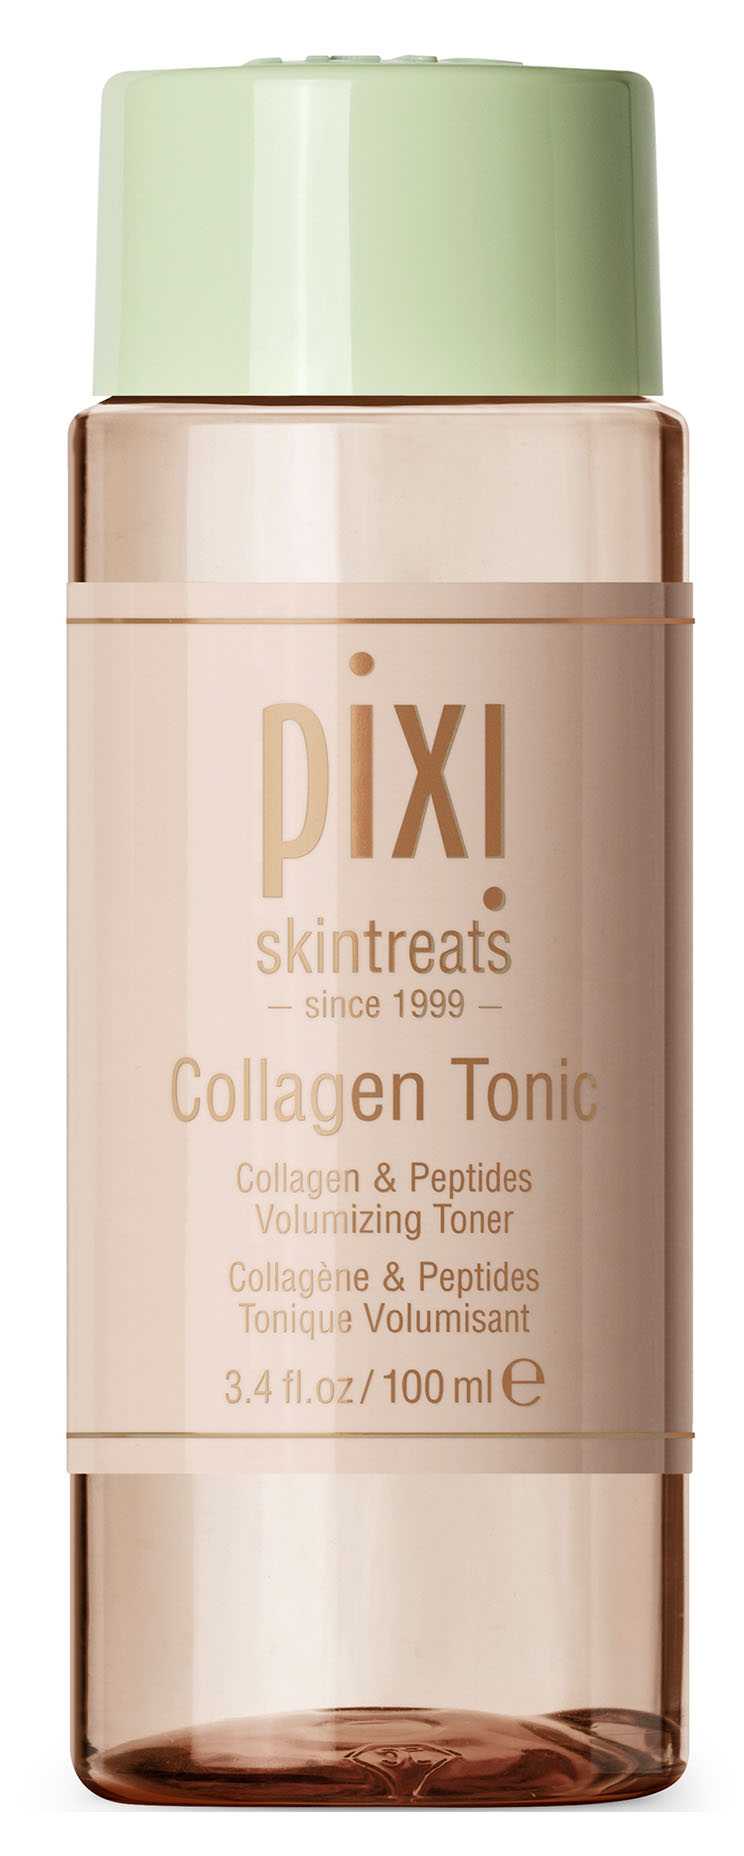 pixi
skintreats
– since 1999 –
Collagen Tonic
Collagen & Peptides
Volumizing Toner
Collagène & Peptides
Tonique Volumisant
3.4 fl.oz / 100 ml ℮